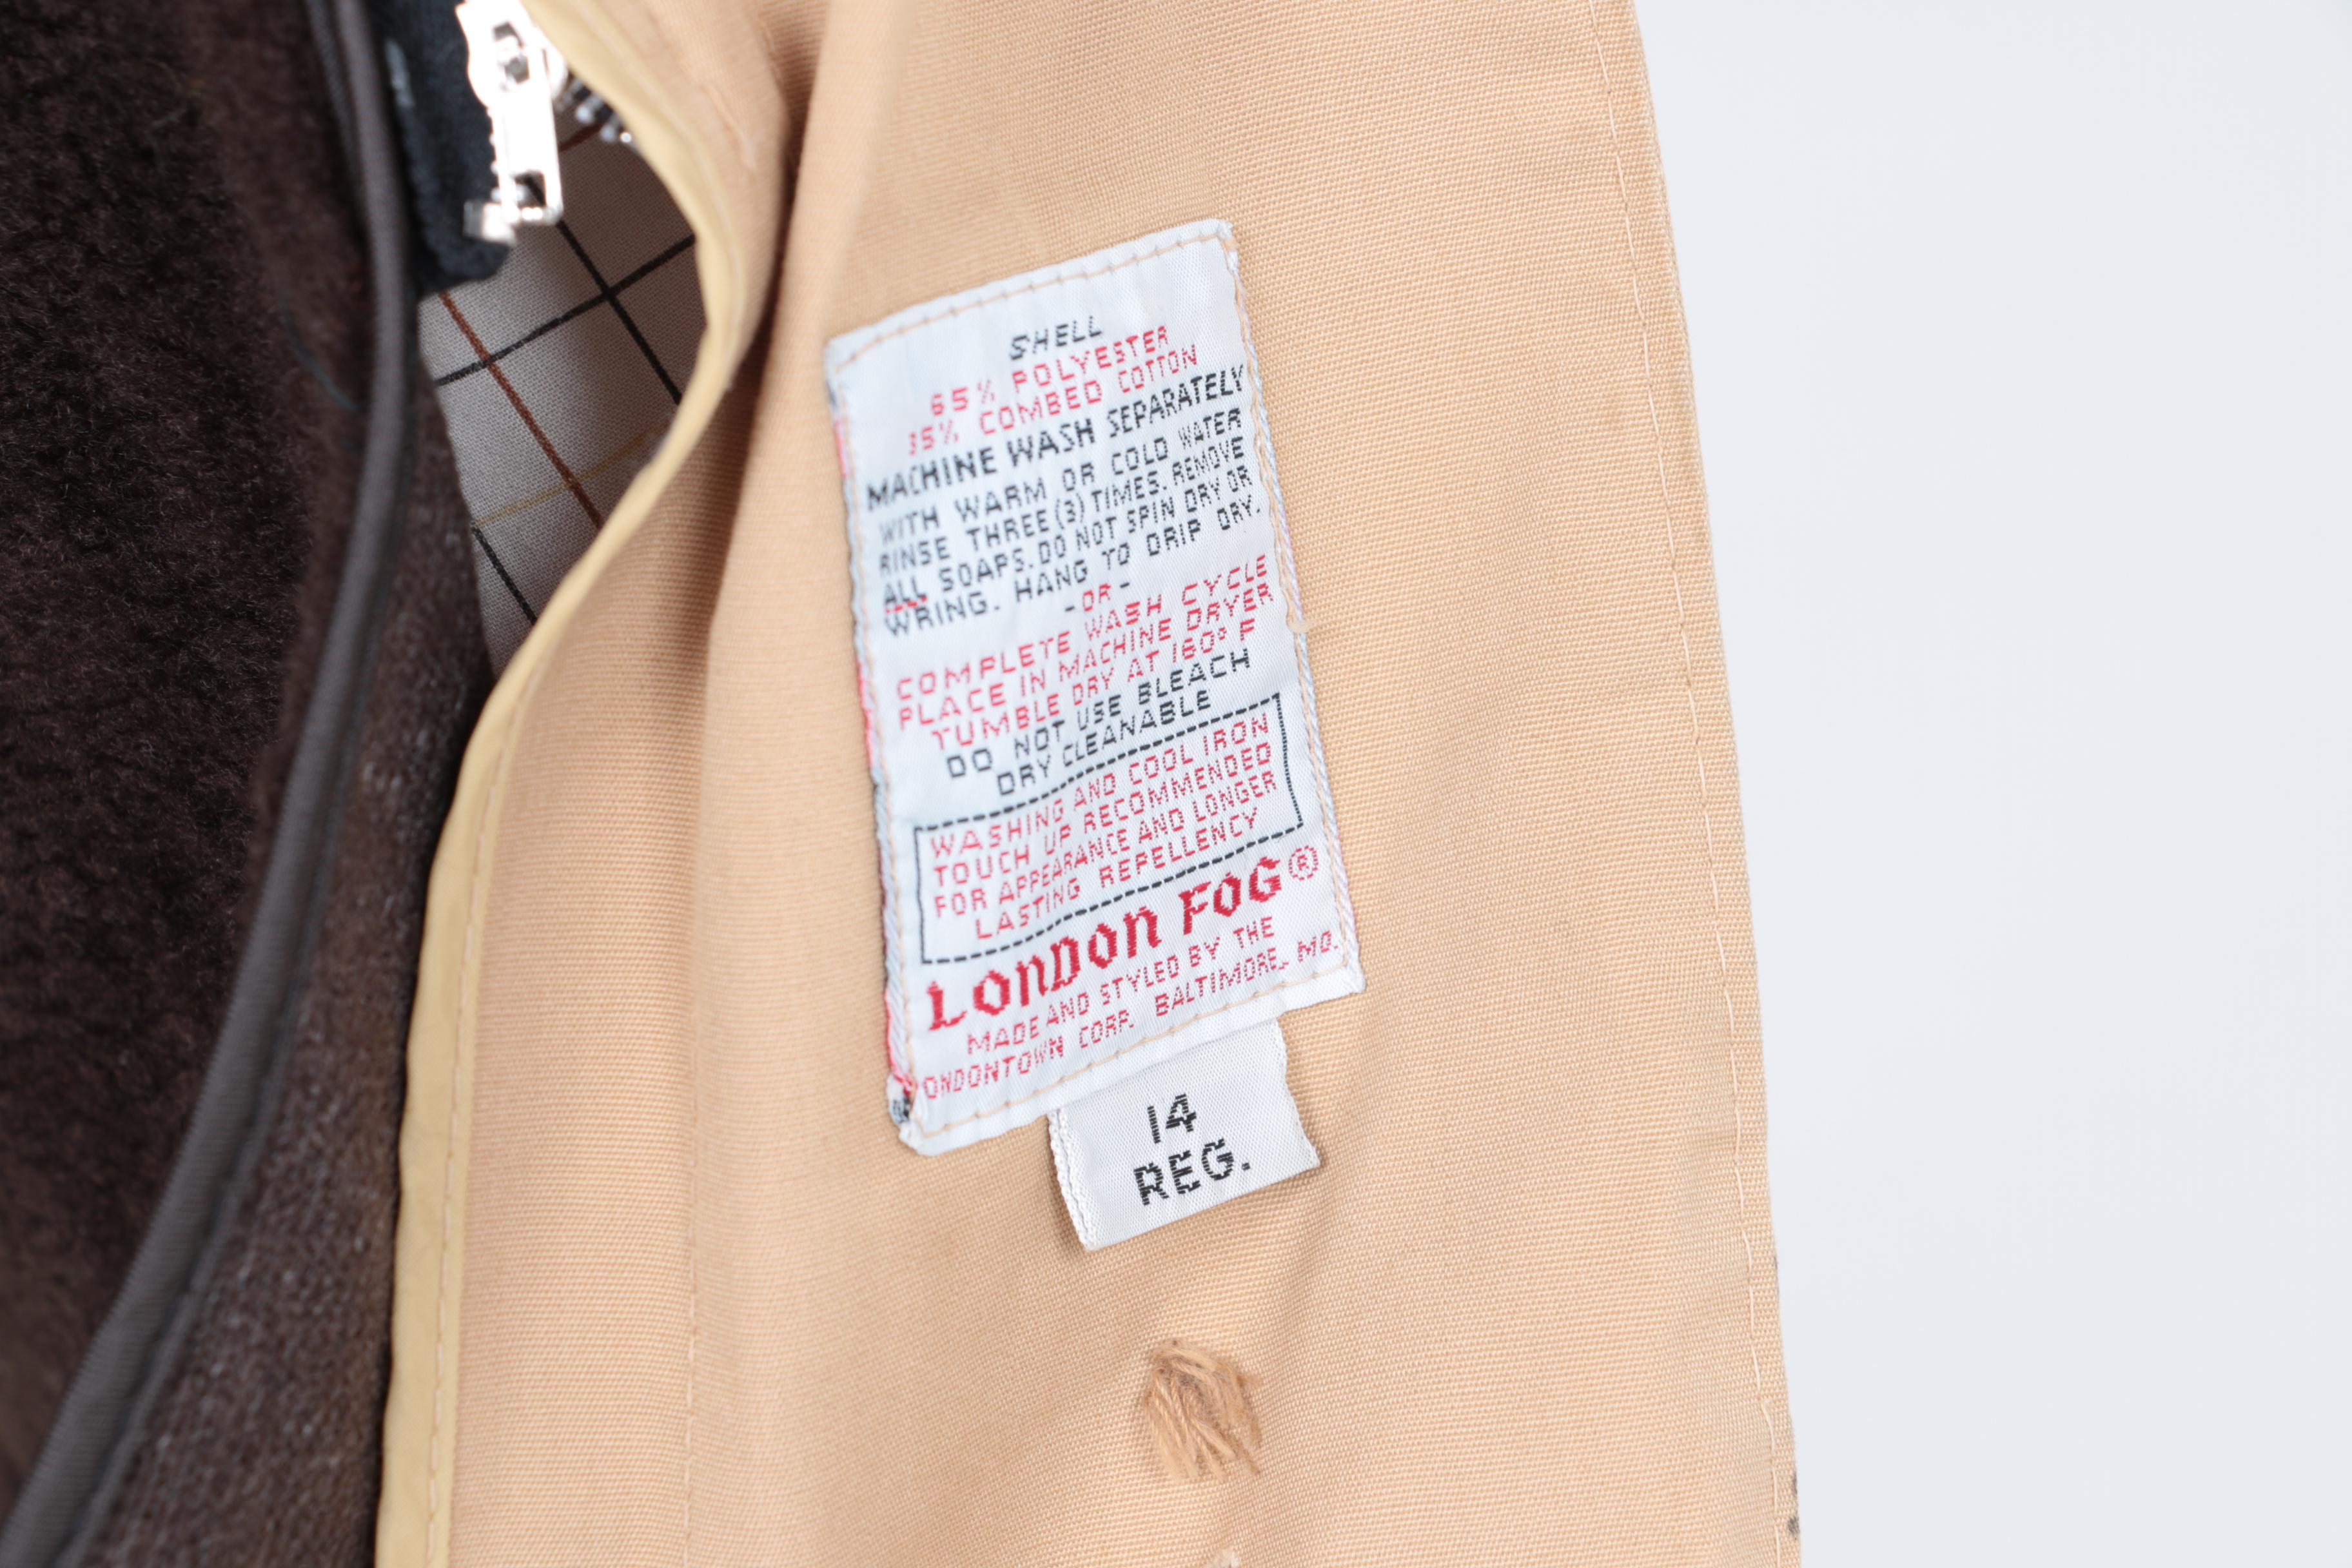 SHELL
65% POLYESTER
35% COMBED COTTON
MACHINE WASH SEPARATELY
WITH WARM OR COLD WATER
RINSE THREE (3) TIMES. REMOVE
ALL SOAPS. DO NOT SPIN DRY OR
WRING. HANG TO DRIP DRY.
-OR-
COMPLETE WASH CYCLE
PLACE IN MACHINE DRYER
TUMBLE DRY AT 160° F
DO NOT USE BLEACH
DRY CLEANABLE
WASHING AND COOL IRON
TOUCH UP RECOMMENDED
FOR APPEARANCE AND LONGER
LASTING REPELLENCY
LONDON FOG®
MADE AND STYLED BY THE
ONDONTOWN CORP. BALTIMORE, MD.
14
REG.